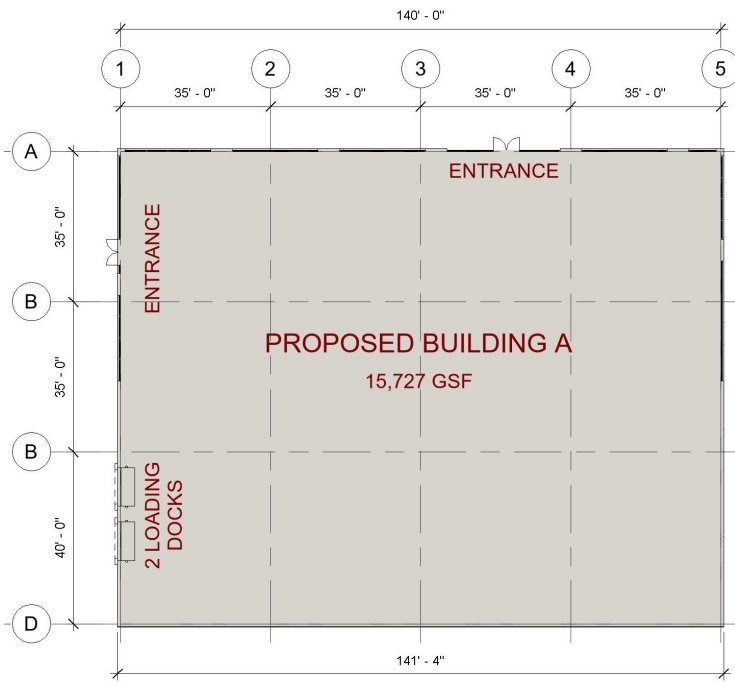 140' - 0"
1
2
3
4
5
35' - 0"
35' - 0"
35' - 0"
35' - 0"
A
ENTRANCE
35' - 0"
ENTRANCE
B
PROPOSED BUILDING A
15,727 GSF
35' - 0"
B
2 LOADING
DOCKS
40' - 0"
D
141' - 4"